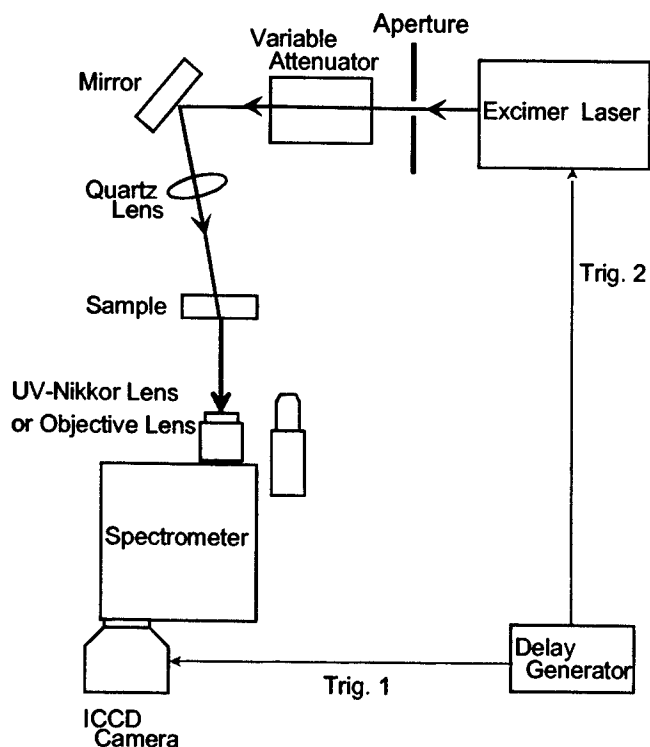 Aperture
Variable
Attenuator
Mirror
Excimer Laser
Quartz
Lens
Trig. 2
Sample
UV-Nikkor Lens
or Objective Lens
Spectrometer
Delay
Generator
Trig. 1
ICCD
Camera